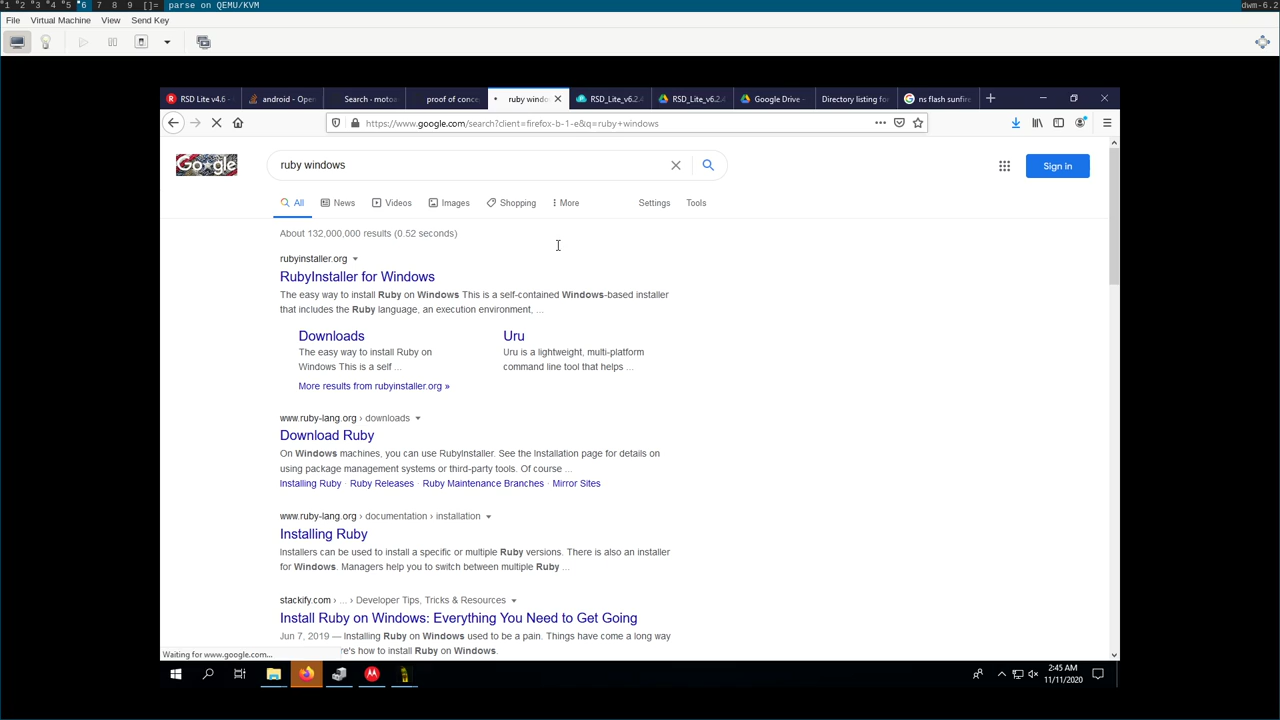 1 2 3 4 5 6 7 8 9 []= parse on QEMU/KVM dwm-6.2
File Virtual Machine View Send Key
RSD Lite v4.6 - android - Open Search - moto proof of conce ruby windo RSD_Lite_v6.2.4 RSD_Lite_v6.2.4 Google Drive - Directory listing for ns flash sunfire
https://www.google.com/search?client=firefox-b-1-e&q=ruby+windows
Google ruby windows Sign in
All News Videos Images Shopping More Settings Tools
About 132,000,000 results (0.52 seconds)
rubyinstaller.org
RubyInstaller for Windows
The easy way to install Ruby on Windows This is a self-contained Windows-based installer
that includes the Ruby language, an execution environment, ...
Downloads Uru
The easy way to install Ruby on Uru is a lightweight, multi-platform
Windows This is a self ... command line tool that helps ...
More results from rubyinstaller.org »
www.ruby-lang.org › downloads
Download Ruby
On Windows machines, you can use RubyInstaller. See the Installation page for details on
using package management systems or third-party tools. Of course ...
Installing Ruby · Ruby Releases · Ruby Maintenance Branches · Mirror Sites
www.ruby-lang.org › documentation › installation
Installing Ruby
Installers can be used to install a specific or multiple Ruby versions. There is also an installer
for Windows. Managers help you to switch between multiple Ruby ...
stackify.com › ... › Developer Tips, Tricks & Resources
Install Ruby on Windows: Everything You Need to Get Going
Jun 7, 2019 — Installing Ruby on Windows used to be a pain. Things have come a long way
Waiting for www.google.com... re's how to install Ruby on Windows.
2:45 AM
11/11/2020